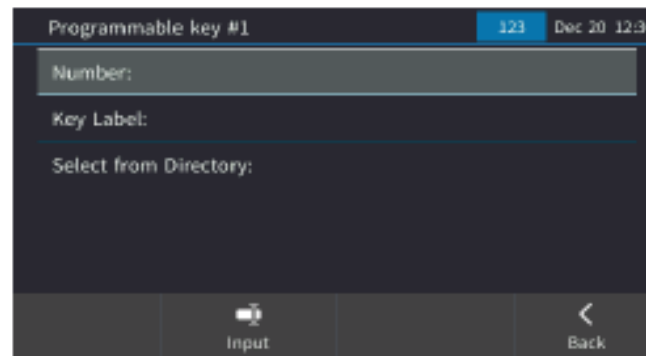 Programmable key #1 123 Dec 20 12:3
Number:
Key Label:
Select from Directory:
Input Back